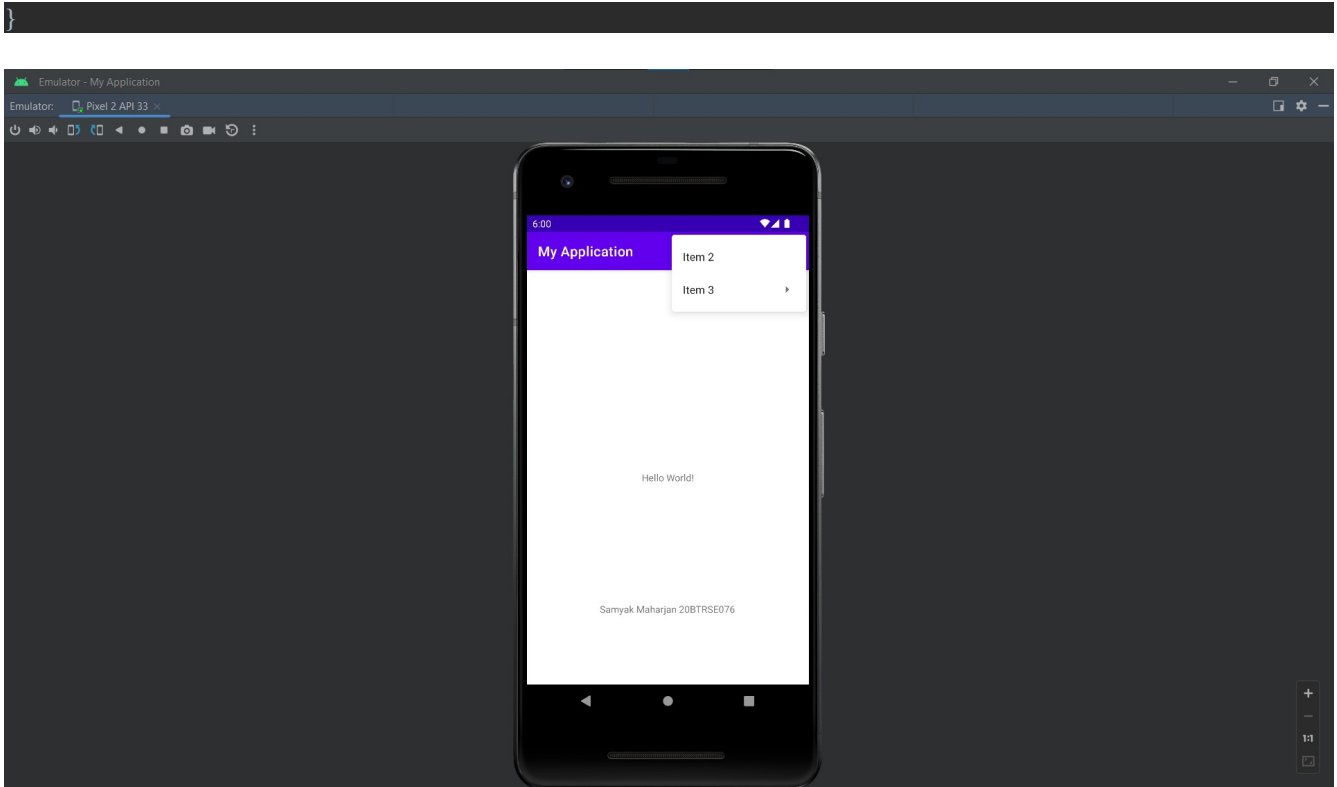 }
Emulator - My Application
Emulator: Pixel 2 API 33
6:00
My Application
Item 2
Item 3
Hello World!
Samyak Maharjan 20BTRSE076
1:1